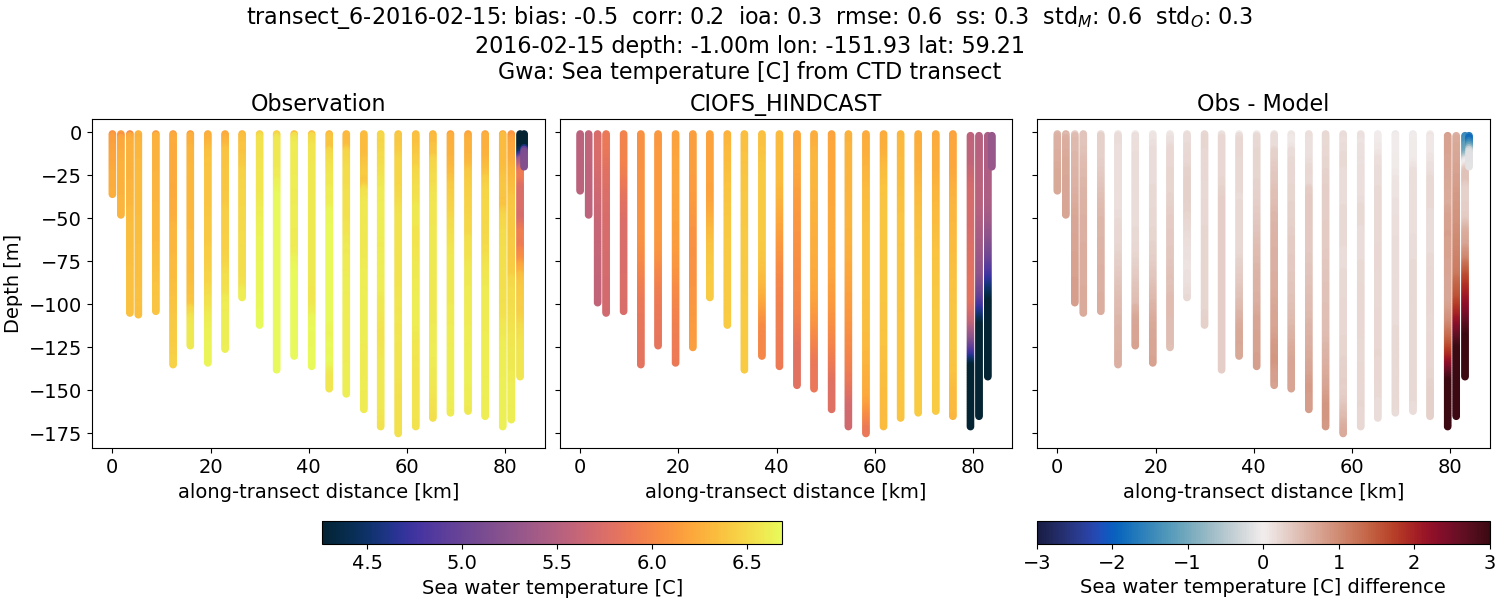 transect_6-2016-02-15: bias: -0.5  corr: 0.2  ioa: 0.3  rmse: 0.6  ss: 0.3  std_M: 0.6  std_O: 0.3
2016-02-15 depth: -1.00m lon: -151.93 lat: 59.21
Gwa: Sea temperature [C] from CTD transect
Observation
CIOFS_HINDCAST
Obs - Model
Depth [m]
0
−25
−50
−75
−100
−125
−150
−175
0 20 40 60 80
0 20 40 60 80
0 20 40 60 80
along-transect distance [km]
along-transect distance [km]
along-transect distance [km]
4.5 5.0 5.5 6.0 6.5
Sea water temperature [C]
−3 −2 −1 0 1 2 3
Sea water temperature [C] difference